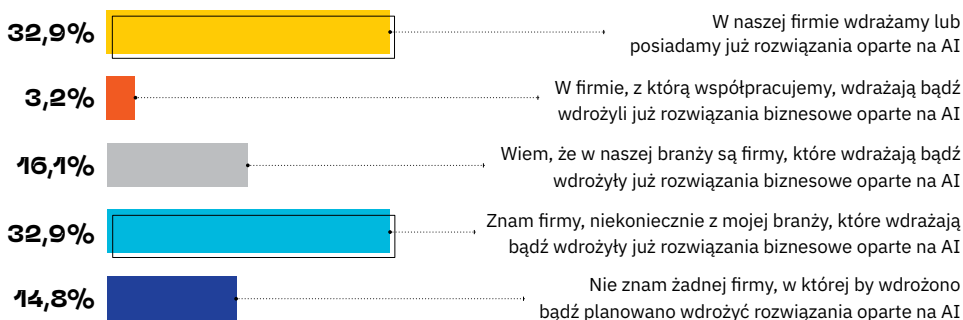 32,9%
W naszej firmie wdrażamy lub
posiadamy już rozwiązania oparte na AI
3,2%
W firmie, z którą współpracujemy, wdrażają bądź
wdrożyli już rozwiązania biznesowe oparte na AI
16,1%
Wiem, że w naszej branży są firmy, które wdrażają bądź
wdrożyły już rozwiązania biznesowe oparte na AI
32,9%
Znam firmy, niekoniecznie z mojej branży, które wdrażają
bądź wdrożyły już rozwiązania biznesowe oparte na AI
14,8%
Nie znam żadnej firmy, w której by wdrożono
bądź planowano wdrożyć rozwiązania oparte na AI